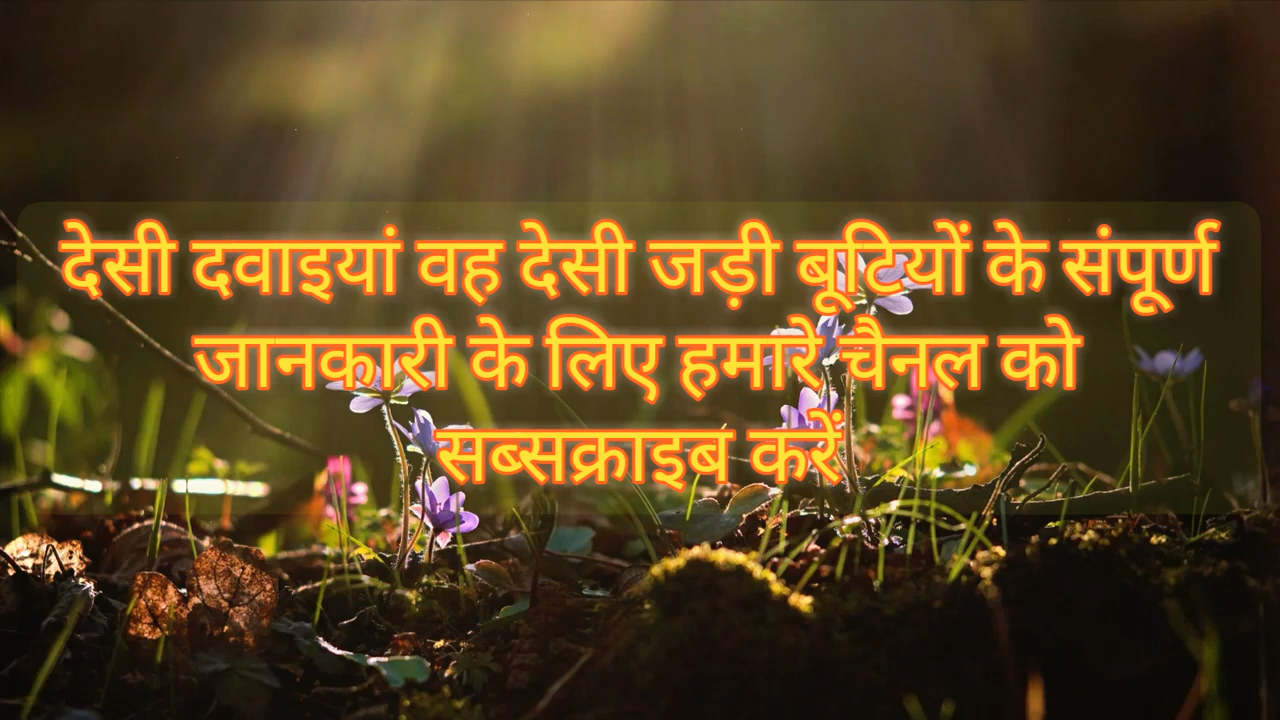 देसी दवाइयां वह देसी जड़ी बूटियों के संपूर्ण
जानकारी के लिए हमारे चैनल को
सब्सक्राइब करें